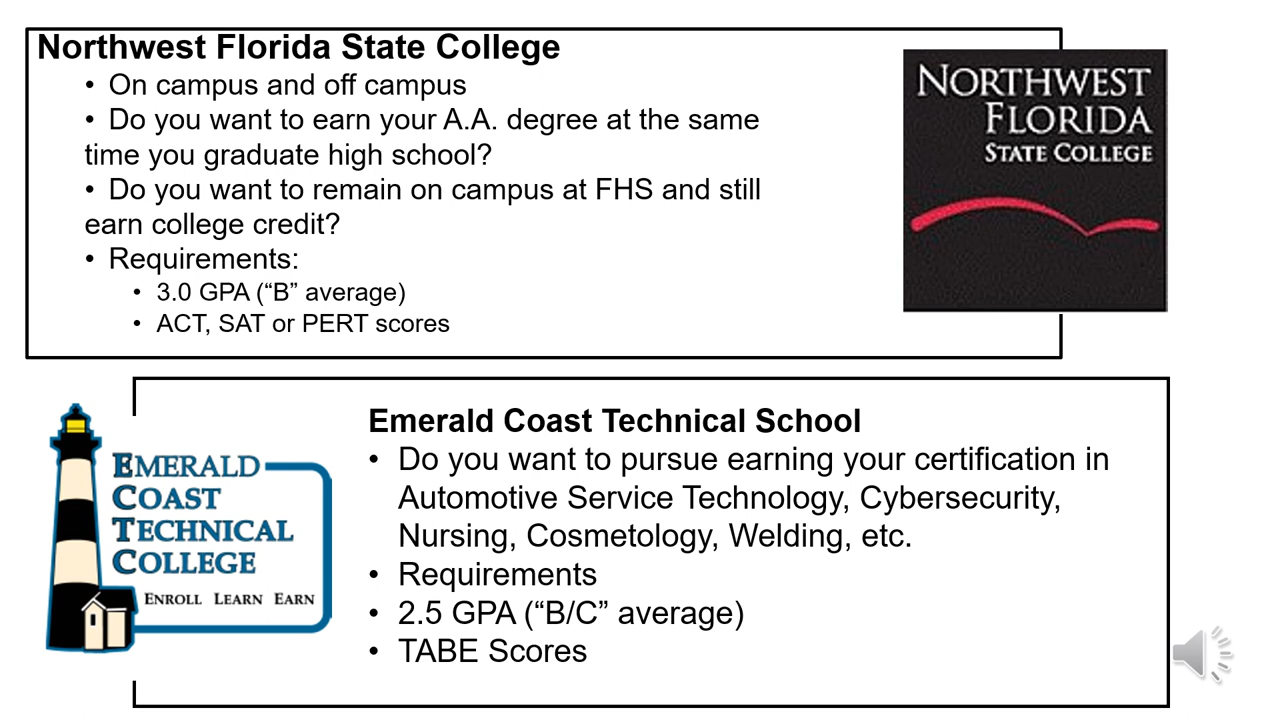 Northwest Florida State College
• On campus and off campus
• Do you want to earn your A.A. degree at the same
time you graduate high school?
• Do you want to remain on campus at FHS and still
earn college credit?
• Requirements:
• 3.0 GPA (“B” average)
• ACT, SAT or PERT scores
NORTHWEST
FLORIDA
STATE COLLEGE
EMERALD
COAST
TECHNICAL
COLLEGE
ENROLL LEARN EARN
Emerald Coast Technical School
• Do you want to pursue earning your certification in
Automotive Service Technology, Cybersecurity,
Nursing, Cosmetology, Welding, etc.
• Requirements
• 2.5 GPA (“B/C” average)
• TABE Scores